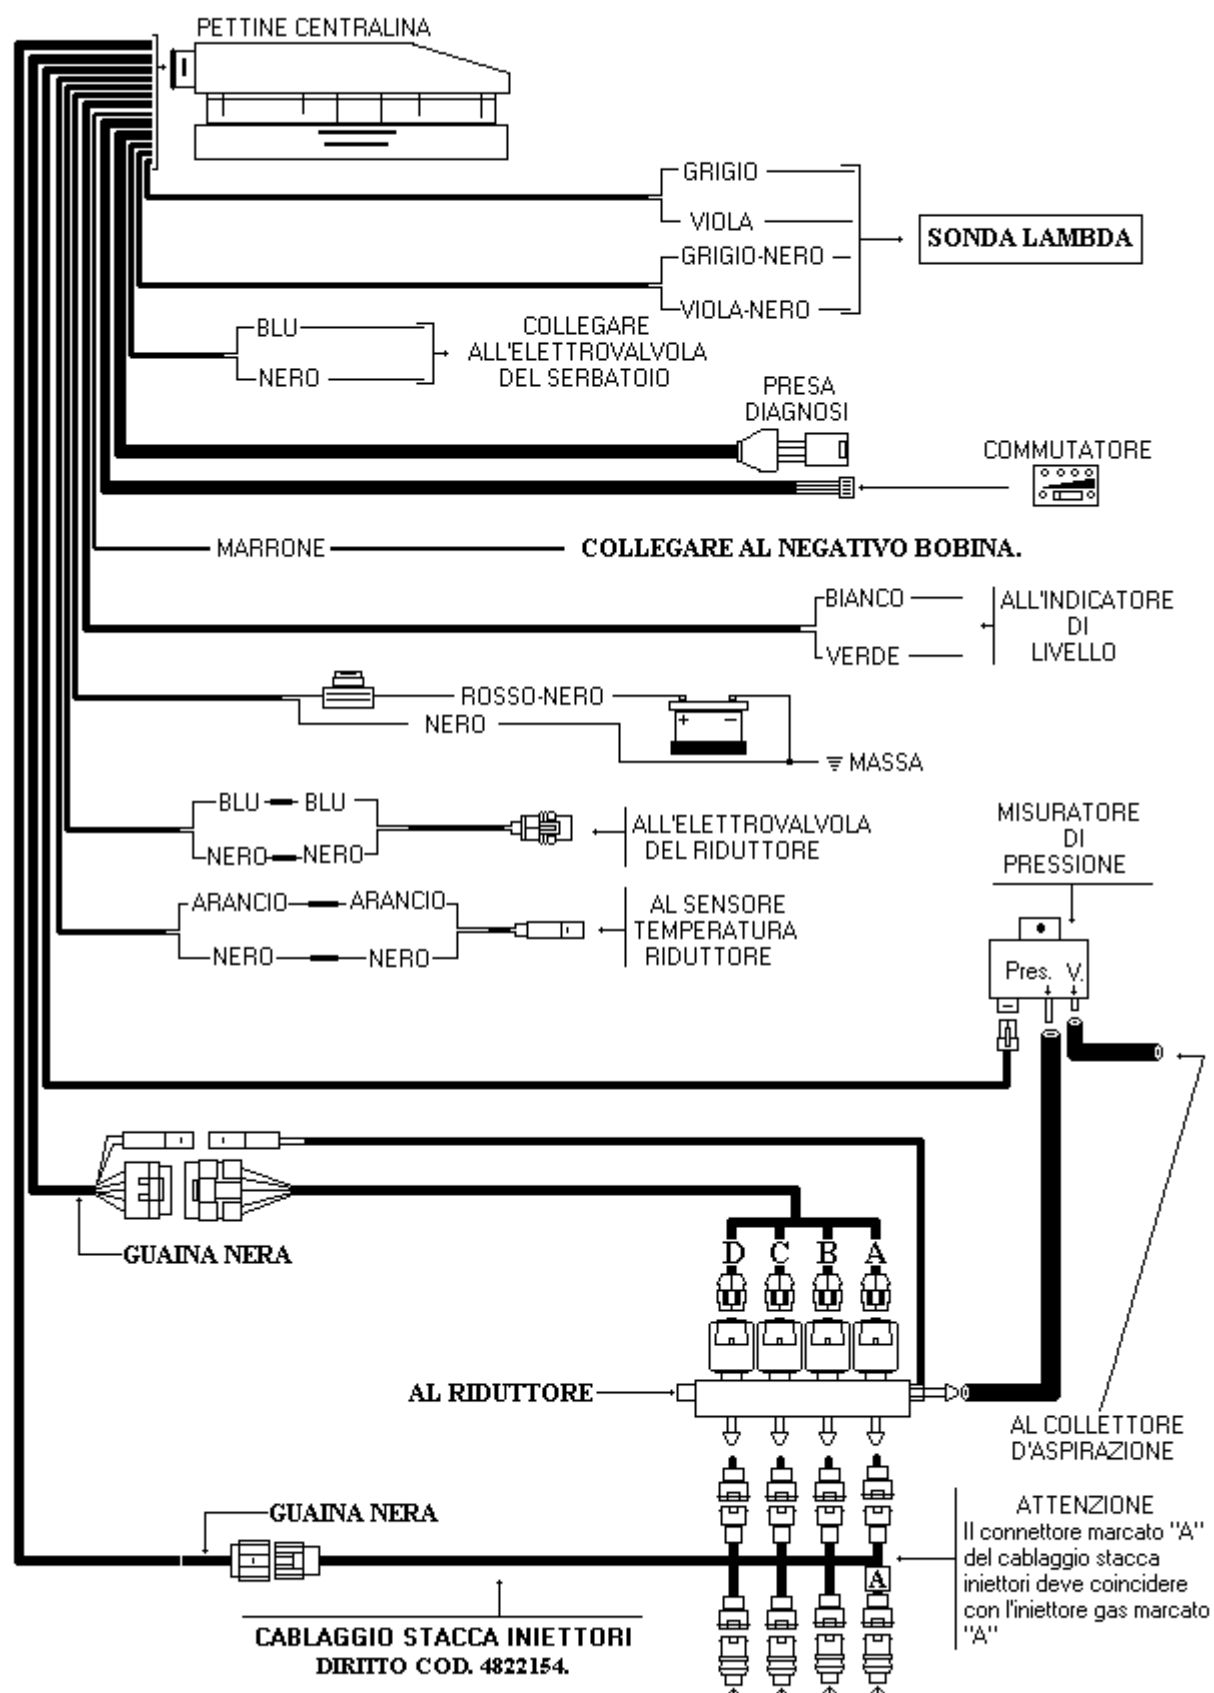 PETTINE CENTRALINA
GRIGIO
VIOLA
SONDA LAMBDA
GRIGIO-NERO
VIOLA-NERO
BLU
NERO
COLLEGARE
ALL'ELETTROVALVOLA
DEL SERBATOIO
PRESA
DIAGNOSI
COMMUTATORE
MARRONE
COLLEGARE AL NEGATIVO BOBINA.
BIANCO
VERDE
ALL'INDICATORE
DI
LIVELLO
ROSSO-NERO
NERO
+ −
MASSA
BLU BLU
NERO NERO
ALL'ELETTROVALVOLA
DEL RIDUTTORE
MISURATORE
DI
PRESSIONE
ARANCIO ARANCIO
NERO NERO
AL SENSORE
TEMPERATURA
RIDUTTORE
Pres. V.
GUAINA NERA
D C B A
AL RIDUTTORE
AL COLLETTORE
D'ASPIRAZIONE
GUAINA NERA
A
ATTENZIONE
Il connettore marcato "A"
del cablaggio stacca
iniettori deve coincidere
con l'iniettore gas marcato
"A"
CABLAGGIO STACCA INIETTORI
DIRITTO COD. 4822154.